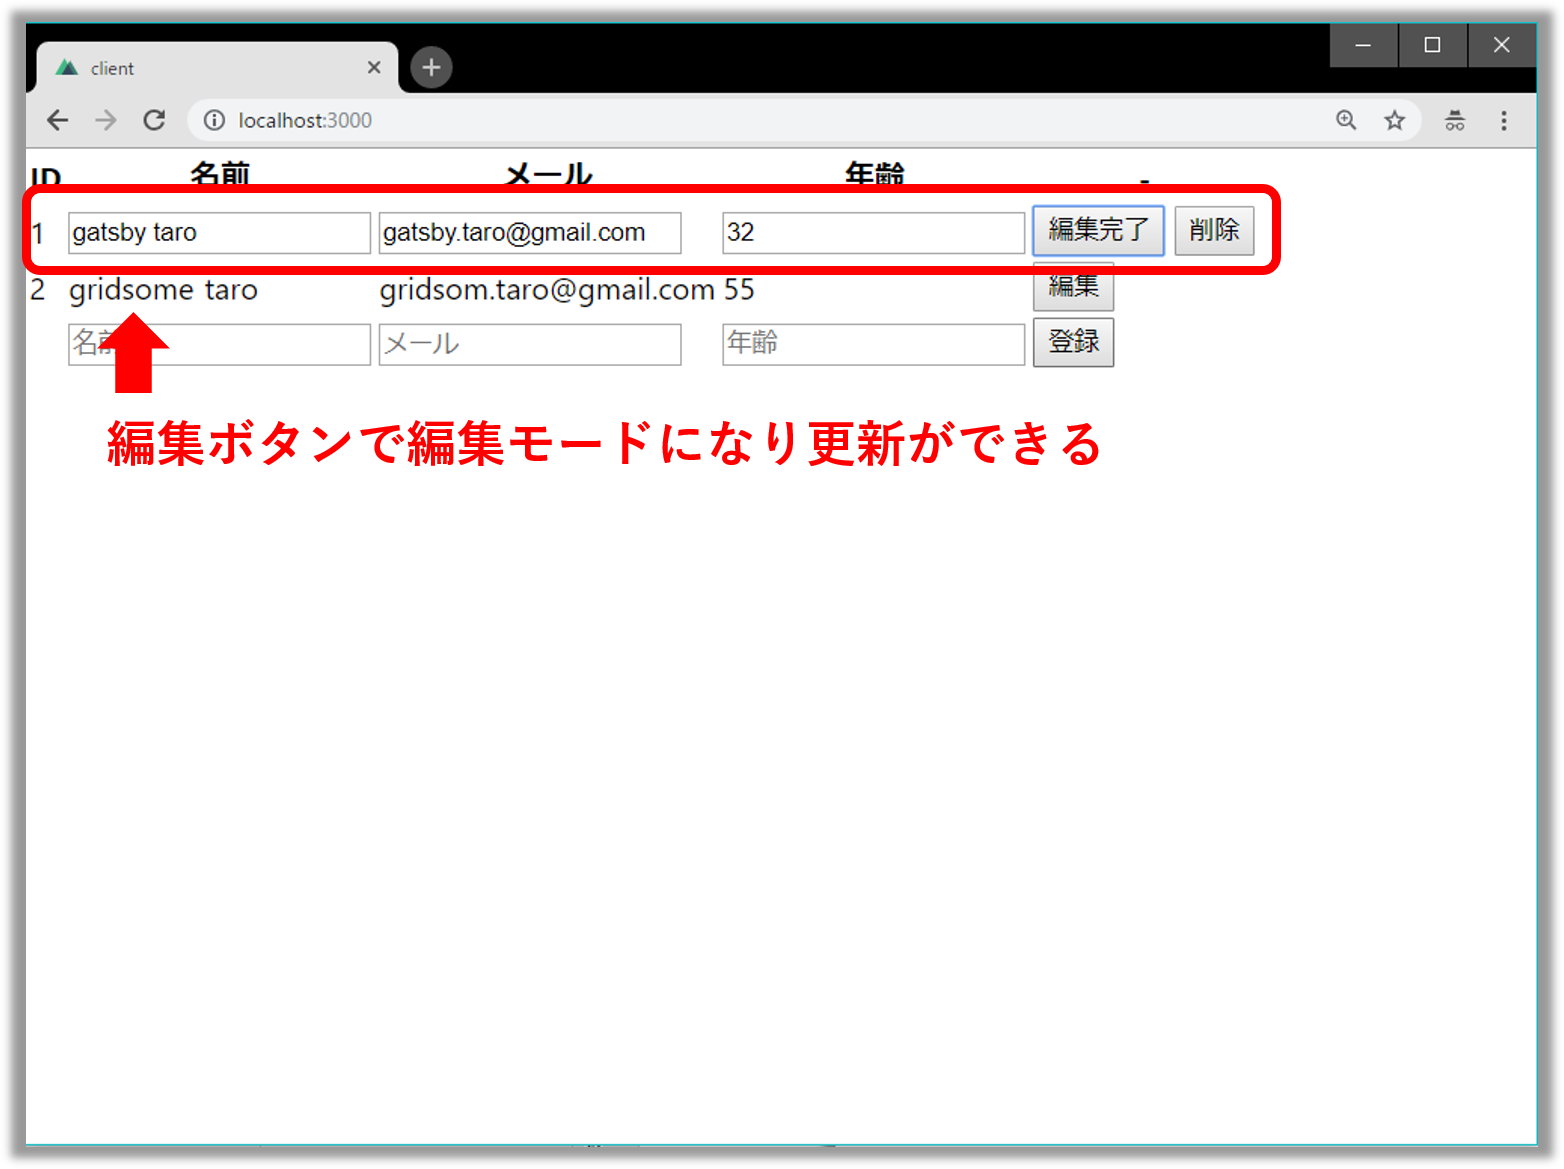 client
localhost:3000
ID 名前 メール 年齢 -
1 gatsby taro gatsby.taro@gmail.com 32 編集完了 削除
2 gridsome taro gridsom.taro@gmail.com 55 編集
名前 メール 年齢 登録
編集ボタンで編集モードになり更新ができる